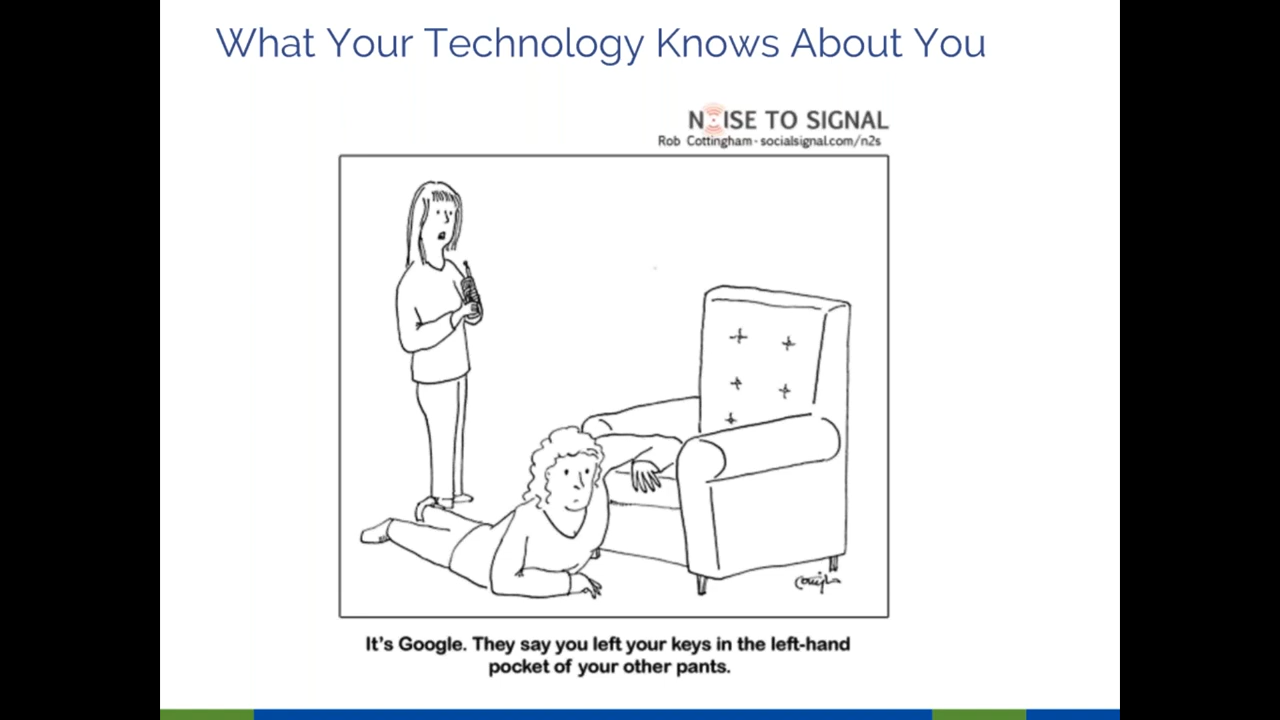 What Your Technology Knows About You
NOISE TO SIGNAL
Rob Cottingham · socialsignal.com/n2s
It's Google. They say you left your keys in the left-hand
pocket of your other pants.